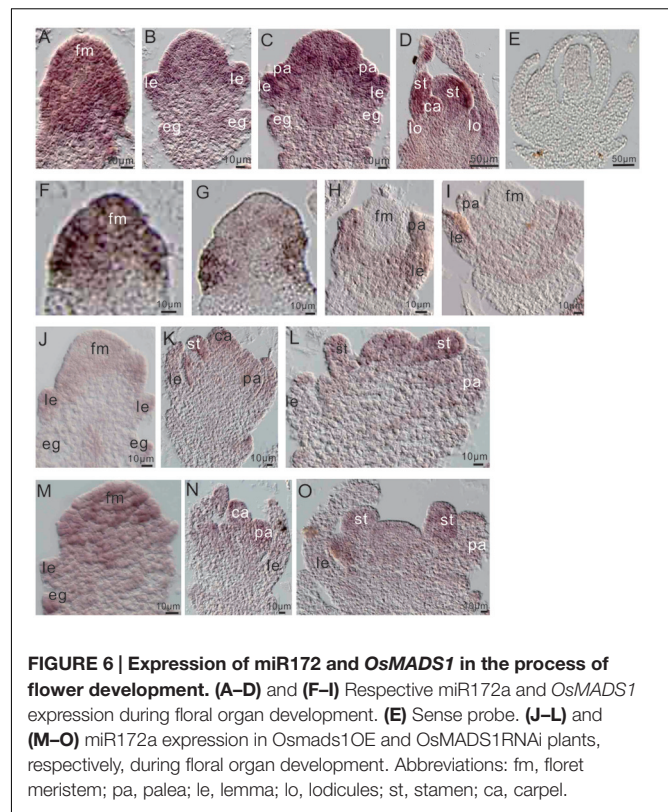 A
fm
10μm
B
le
le
eg
eg
10μm
C
pa
pa
le
le
eg
eg
10μm
D
st
st
ca
lo
lo
50μm
E
50μm
F
fm
10μm
G
10μm
H
fm
pa
le
10μm
I
pa
fm
le
10μm
J
fm
le
le
eg
eg
10μm
K
ca
st
le
pa
10μm
L
st
st
pa
le
10μm
M
fm
le
eg
10μm
N
ca
pa
le
10μm
O
st
st
pa
le
10μm
FIGURE 6 | Expression of miR172 and OsMADS1 in the process of
flower development. (A–D) and (F–I) Respective miR172a and OsMADS1
expression during floral organ development. (E) Sense probe. (J–L) and
(M–O) miR172a expression in Osmads1OE and OsMADS1RNAi plants,
respectively, during floral organ development. Abbreviations: fm, floret
meristem; pa, palea; le, lemma; lo, lodicules; st, stamen; ca, carpel.